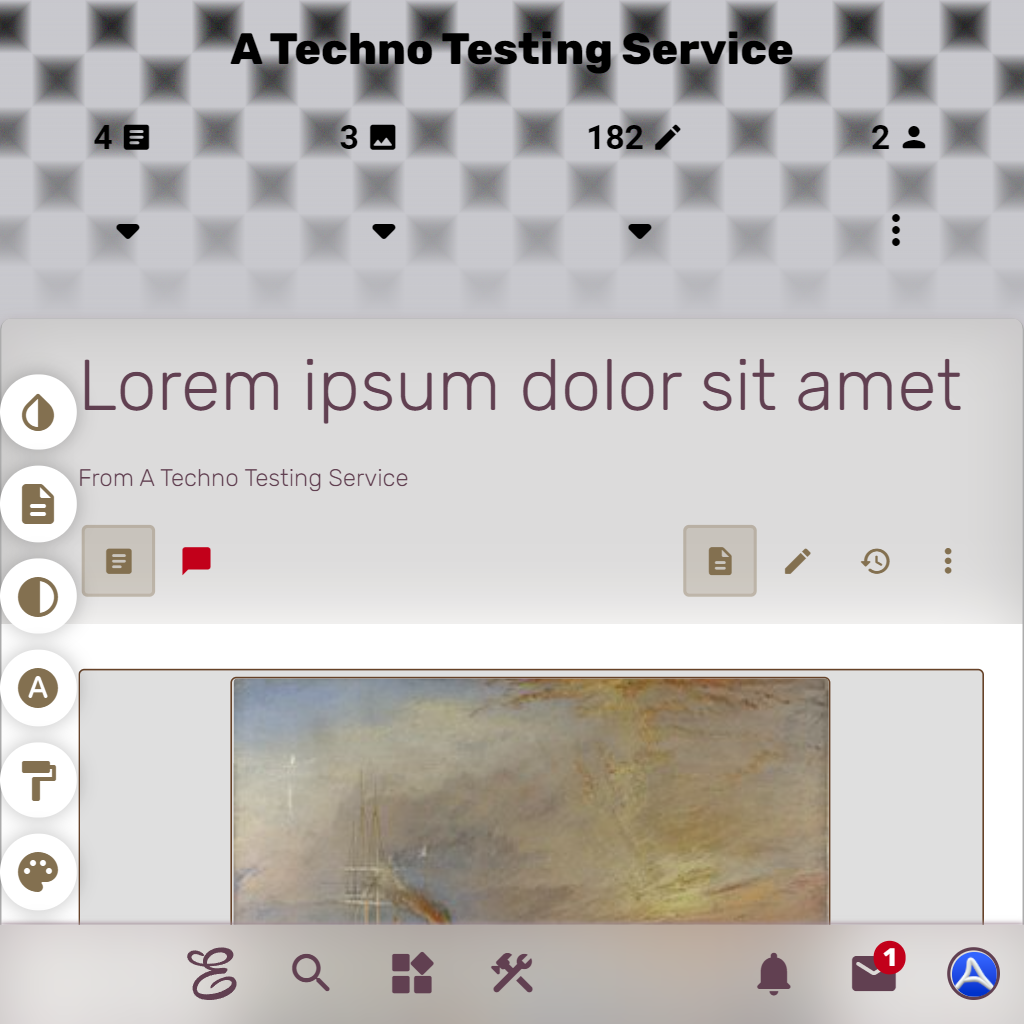 A Techno Testing Service
4
3
182
2
Lorem ipsum dolor sit amet
From A Techno Testing Service
A
1